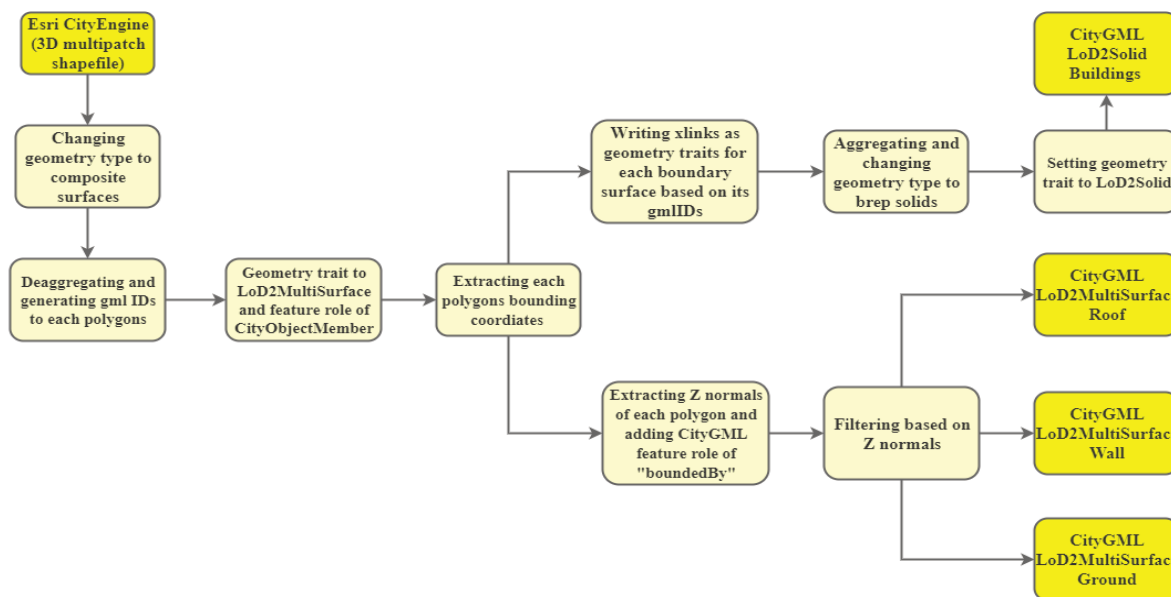 Esri CityEngine
(3D multipatch
shapefile)
Changing
geometry type to
composite
surfaces
Deaggregating and
generating gml IDs
to each polygons
Geometry trait to
LoD2MultiSurface
and feature role of
CityObjectMember
Extracting each
polygons bounding
coordiates
Writing xlinks as
geometry traits for
each boundary
surface based on its
gmlIDs
Aggregating and
changing
geometry type to
brep solids
Setting geometry
trait to LoD2Solid
CityGML
LoD2Solid
Buildings
Extracting Z normals
of each polygon and
adding CityGML
feature role of
"boundedBy"
Filtering based on
Z normals
CityGML
LoD2MultiSurfac
Roof
CityGML
LoD2MultiSurfac
Wall
CityGML
LoD2MultiSurfac
Ground